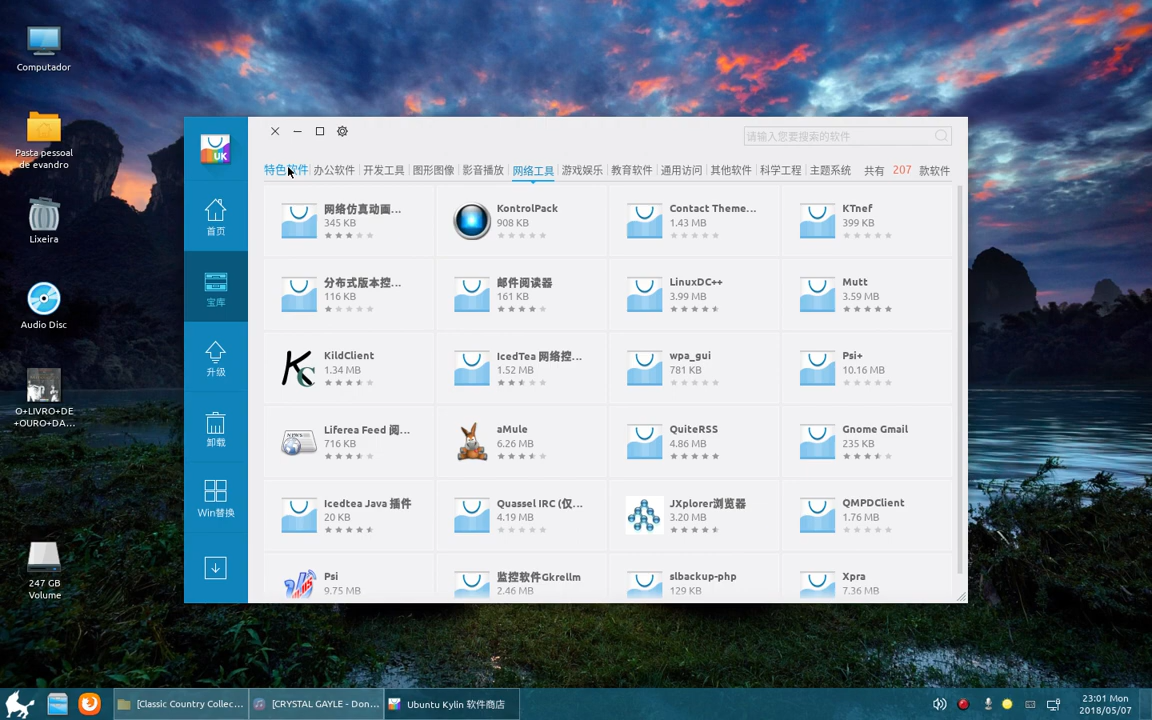 Computador
Pasta pessoal
de evandro
Lixeira
Audio Disc
O+LIVRO+DE
+OURO+DA...
247 GB
Volume
UK
首页
宝库
升级
卸载
Win替换
请输入您要搜索的软件
特色软件 办公软件 开发工具 图形图像 影音播放 网络工具 游戏娱乐 教育软件 通用访问 其他软件 科学工程 主题系统 共有 207 款软件
网络仿真动画...
345 KB
KontrolPack
908 KB
Contact Theme...
1.43 MB
KTnef
399 KB
分布式版本控...
116 KB
邮件阅读器
161 KB
LinuxDC++
3.99 MB
Mutt
3.59 MB
KildClient
1.34 MB
IcedTea 网络控...
1.52 MB
wpa_gui
781 KB
Psi+
10.16 MB
NEWS
Liferea Feed 阅...
716 KB
aMule
6.26 MB
QuiteRSS
4.86 MB
Gnome Gmail
235 KB
Icedtea Java 插件
20 KB
Quassel IRC (仅...
4.19 MB
JXplorer浏览器
3.20 MB
QMPDClient
1.76 MB
Psi
9.75 MB
监控软件Gkrellm
2.46 MB
slbackup-php
129 KB
Xpra
7.36 MB
[Classic Country Collec...
[CRYSTAL GAYLE - Don...
Ubuntu Kylin 软件商店
23:01 Mon
2018/05/07